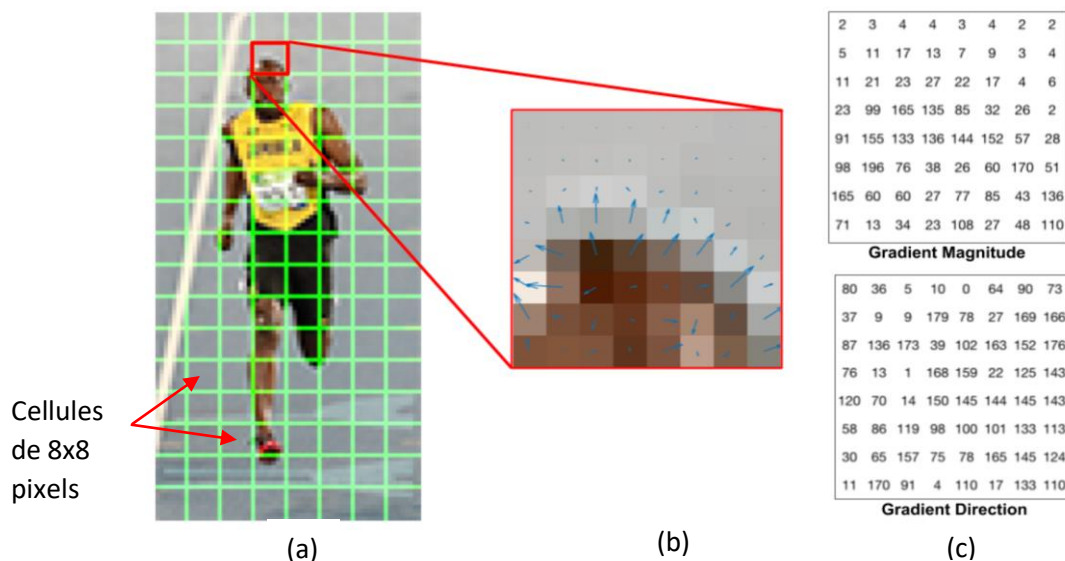 2 3 4 4 3 4 2 2
5 11 17 13 7 9 3 4
11 21 23 27 22 17 4 6
23 99 165 135 85 32 26 2
91 155 133 136 144 152 57 28
98 196 76 38 26 60 170 51
165 60 60 27 77 85 43 136
71 13 34 23 108 27 48 110
Gradient Magnitude
80 36 5 10 0 64 90 73
37 9 9 179 78 27 169 166
87 136 173 39 102 163 152 176
76 13 1 168 159 22 125 143
120 70 14 150 145 144 145 143
58 86 119 98 100 101 133 113
30 65 157 75 78 165 145 124
11 170 91 4 110 17 133 110
Gradient Direction
Cellules
de 8x8
pixels
(a)
(b)
(c)